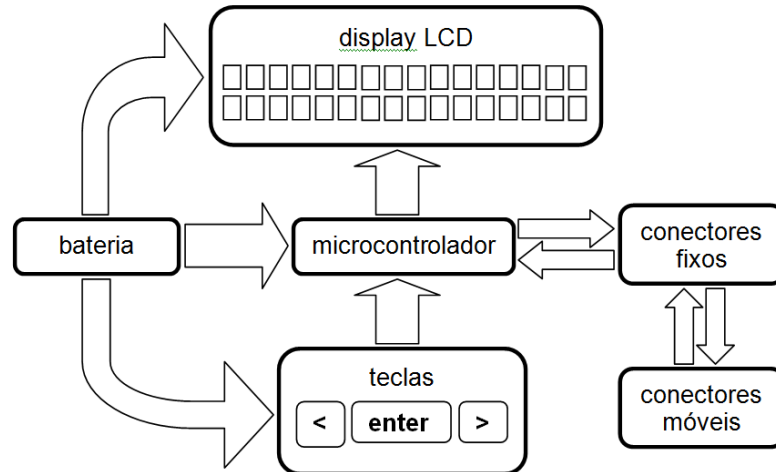 display LCD
bateria
microcontrolador
conectores
fixos
teclas
<
enter
>
conectores
móveis